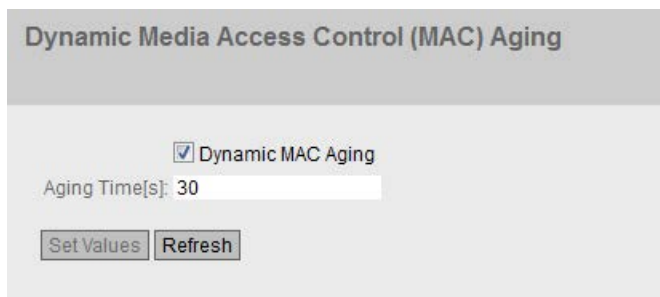 Dynamic Media Access Control (MAC) Aging
Dynamic MAC Aging
Aging Time[s]: 30
Set Values Refresh